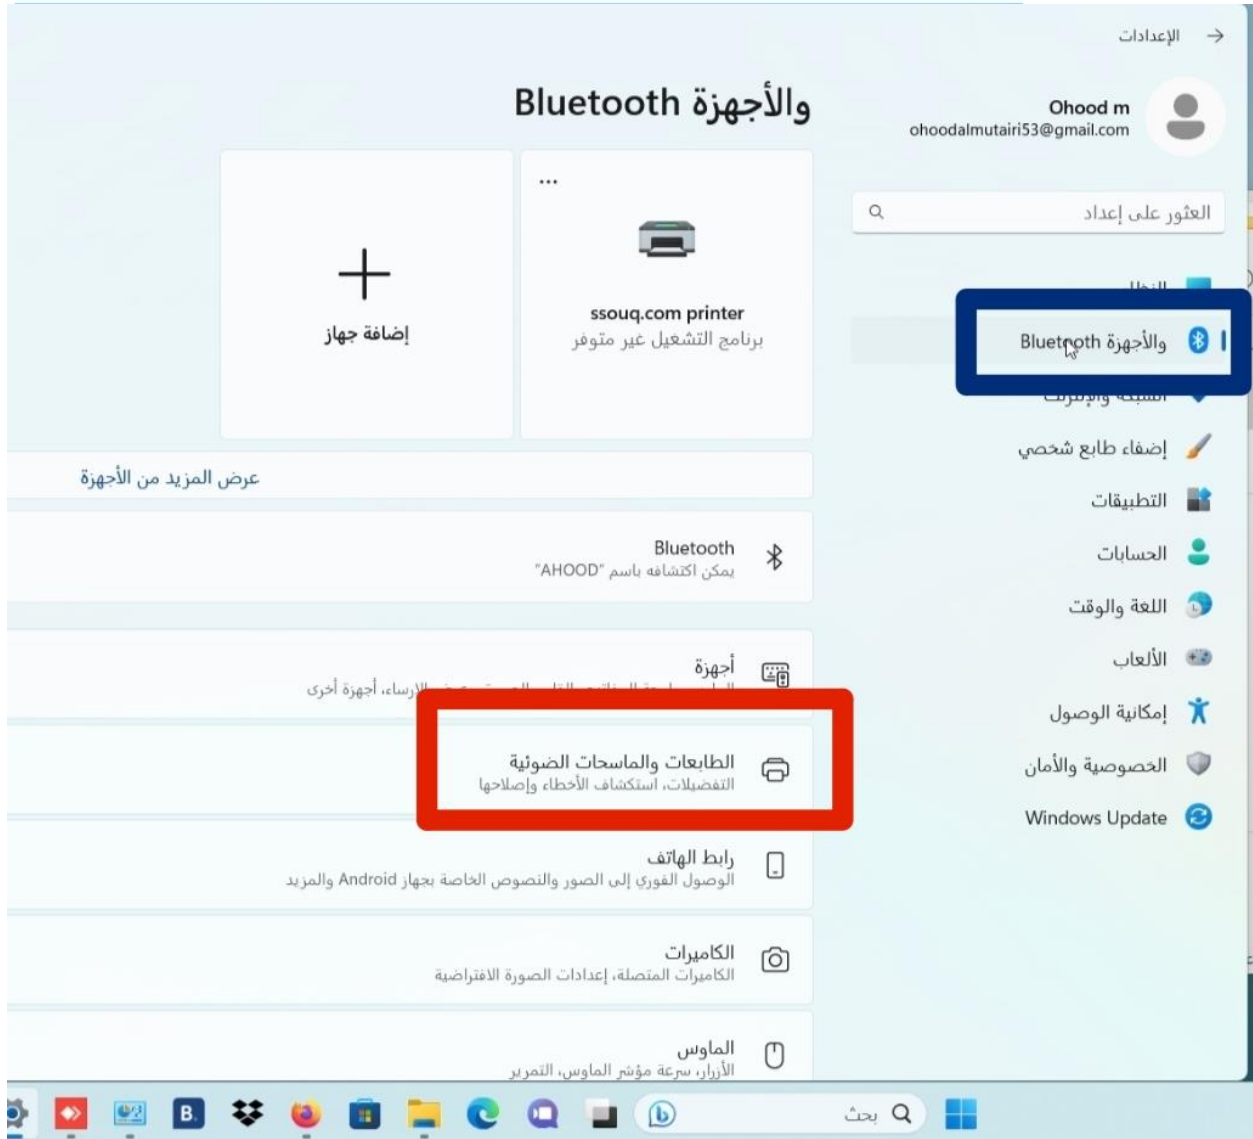 الإعدادات
Ohood m
ohoodalmutairi53@gmail.com
العثور على إعداد
والأجهزة Bluetooth
إضفاء طابع شخصي
التطبيقات
الحسابات
اللغة والوقت
الألعاب
إمكانية الوصول
الخصوصية والأمان
Windows Update
والأجهزة Bluetooth
...
ssouq.com printer
برنامج التشغيل غير متوفر
إضافة جهاز
عرض المزيد من الأجهزة
Bluetooth
يمكن اكتشافه باسم "AHOOD"
أجهزة
الإرساء، أجهزة أخرى
الطابعات والماسحات الضوئية
التفضيلات، استكشاف الأخطاء وإصلاحها
رابط الهاتف
الوصول الفوري إلى الصور والنصوص الخاصة بجهاز Android والمزيد
الكاميرات
الكاميرات المتصلة، إعدادات الصورة الافتراضية
الماوس
الأزرار، سرعة مؤشر الماوس، التمرير
بحث
B.